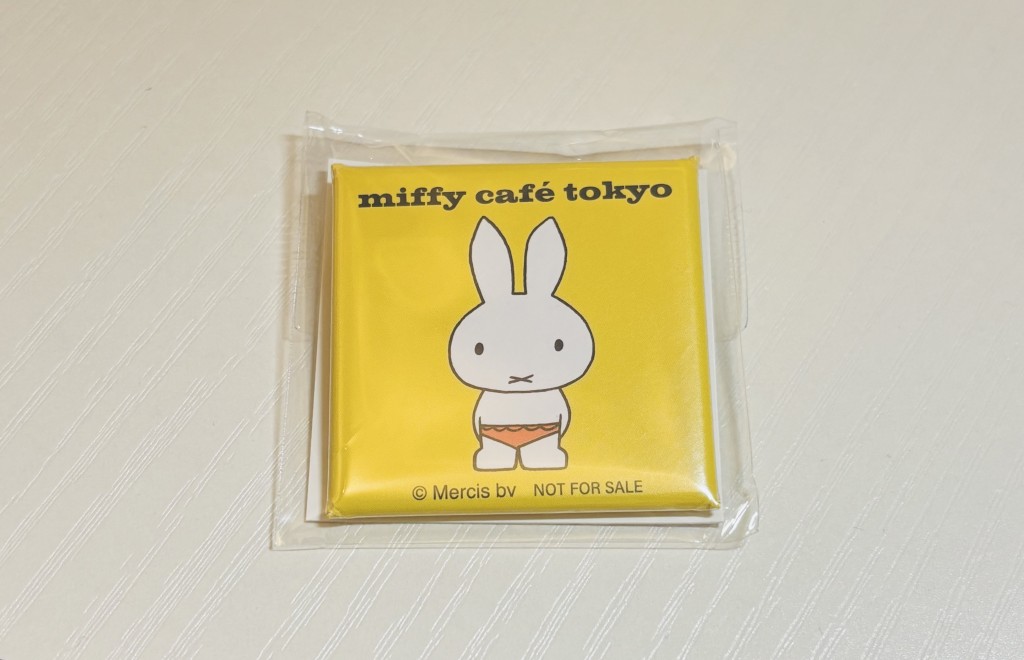 miffy café tokyo
© Mercis bv NOT FOR SALE